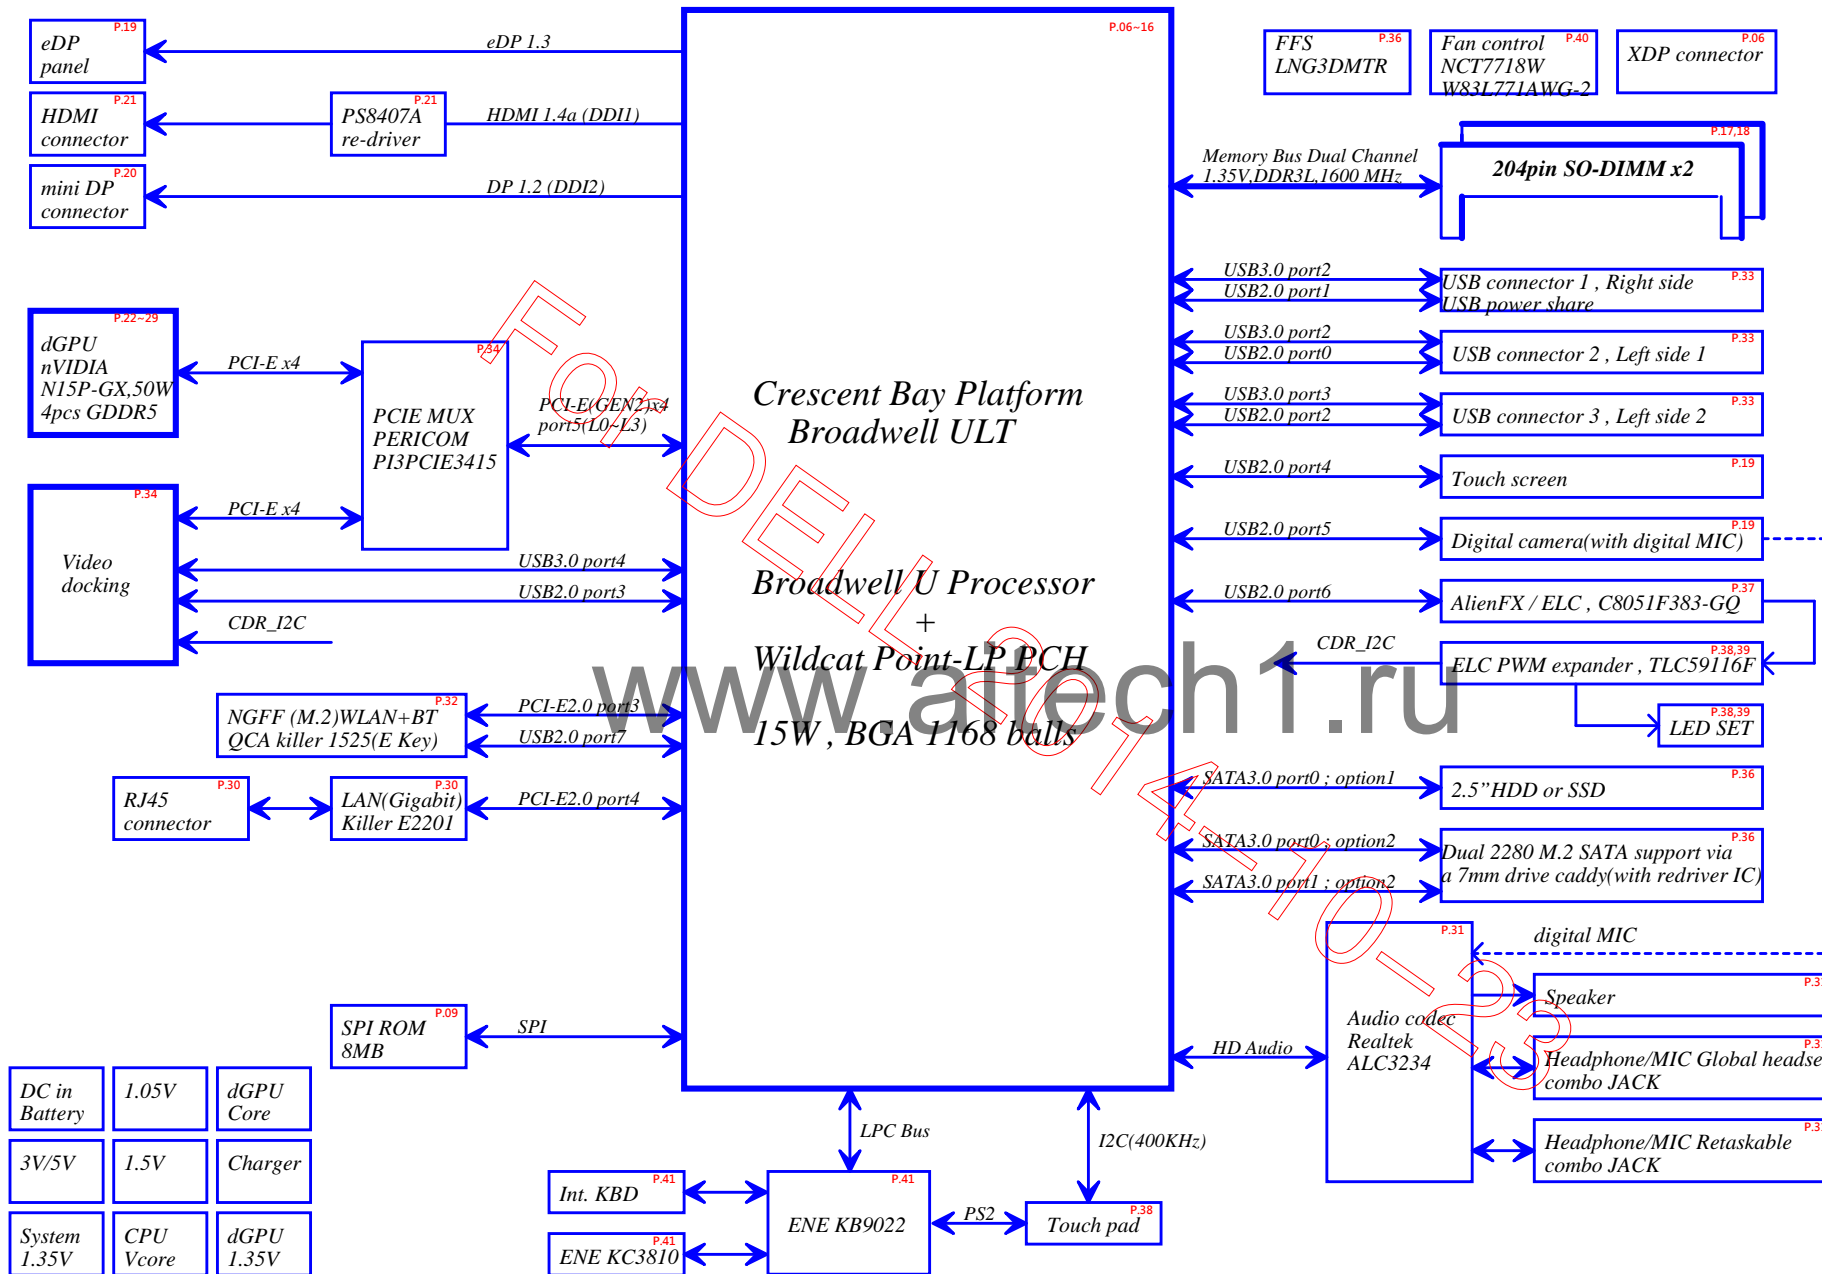 P.19
eDP
panel
eDP 1.3
P.21
HDMI
connector
P.21
PS8407A
re-driver
HDMI 1.4a (DDI1)
P.20
mini DP
connector
DP 1.2 (DDI2)
P.22~29
dGPU
nVIDIA
N15P-GX,50W
4pcs GDDR5
PCI-E x4
P.34
PCIE MUX
PERICOM
PI3PCIE3415
PCI-E(GEN2)x4
port5(L0~L3)
P.34
Video
docking
PCI-E x4
USB3.0 port4
USB2.0 port3
CDR_I2C
P.32
NGFF (M.2)WLAN+BT
QCA killer 1525(E Key)
PCI-E2.0 port3
USB2.0 port7
P.30
RJ45
connector
P.30
LAN(Gigabit)
Killer E2201
PCI-E2.0 port4
P.09
SPI ROM
8MB
SPI
DC in
Battery
1.05V
dGPU
Core
3V/5V
1.5V
Charger
System
1.35V
CPU
Vcore
dGPU
1.35V
P.06~16
Crescent Bay Platform
Broadwell ULT
Broadwell U Processor
+
Wildcat Point-LP PCH
15W , BGA 1168 balls
For DELL 2014-10-23
www.aitech1.ru
LPC Bus
I2C(400KHz)
P.41
Int. KBD
P.41
ENE KC3810
P.41
ENE KB9022
PS2
P.38
Touch pad
P.36
FFS
LNG3DMTR
P.40
Fan control
NCT7718W
W83L771AWG-2
P.06
XDP connector
Memory Bus Dual Channel
1.35V,DDR3L,1600 MHz
P.17,18
204pin SO-DIMM x2
USB3.0 port2
USB2.0 port1
P.33
USB connector 1 , Right side
USB power share
USB3.0 port2
USB2.0 port0
P.33
USB connector 2 , Left side 1
USB3.0 port3
USB2.0 port2
P.33
USB connector 3 , Left side 2
USB2.0 port4
P.19
Touch screen
USB2.0 port5
P.19
Digital camera(with digital MIC)
USB2.0 port6
P.37
AlienFX / ELC , C8051F383-GQ
CDR_I2C
P.38,39
ELC PWM expander , TLC59116F
P.38,39
LED SET
SATA3.0 port0 ; option1
P.36
2.5”HDD or SSD
SATA3.0 port0 ; option2
SATA3.0 port1 ; option2
P.36
Dual 2280 M.2 SATA support via
a 7mm drive caddy(with redriver IC)
HD Audio
P.31
Audio codec
Realtek
ALC3234
digital MIC
Speaker
Headphone/MIC Global headse
combo JACK
Headphone/MIC Retaskable
combo JACK